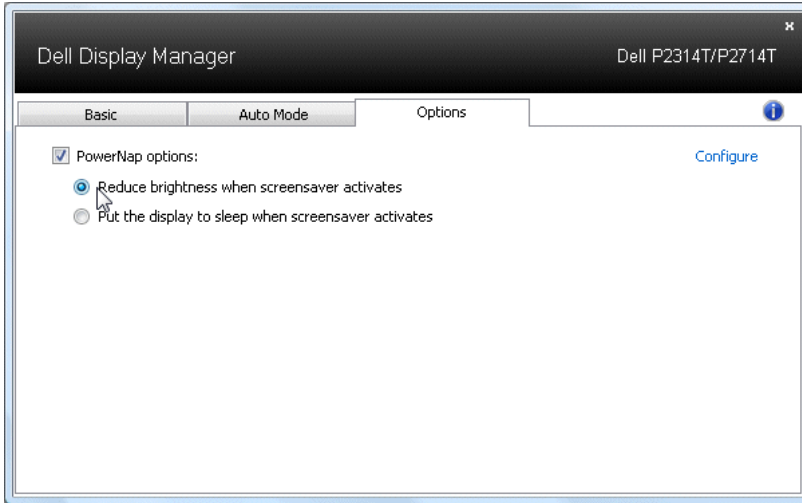 x
Dell Display Manager
Dell P2314T/P2714T
Basic
Auto Mode
Options
i
PowerNap options:
Configure
Reduce brightness when screensaver activates
Put the display to sleep when screensaver activates